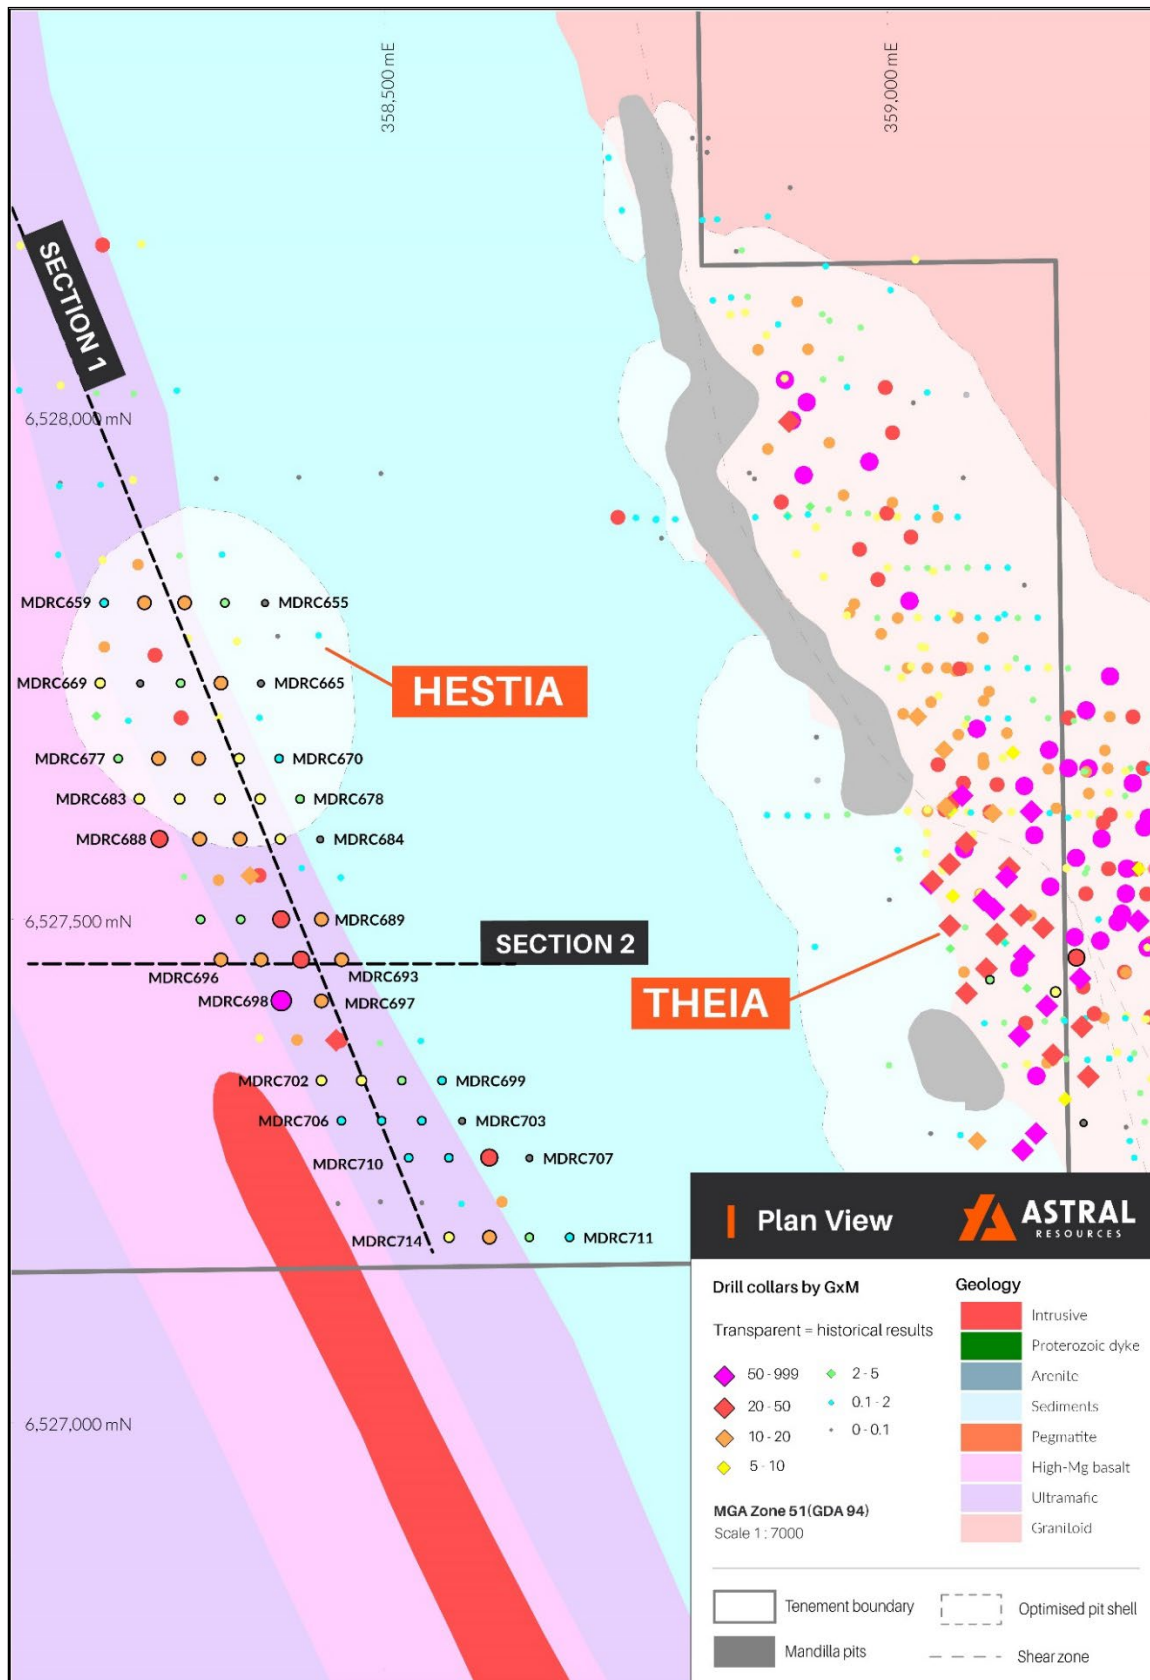 358,500 mE
359,000 mE
SECTION 1
6,528,000 mN
MDRC659
MDRC655
HESTIA
MDRC669
MDRC665
MDRC677
MDRC670
MDRC683
MDRC678
MDRC688
MDRC684
6,527,500 mN
MDRC689
SECTION 2
MDRC696
MDRC693
THEIA
MDRC698
MDRC697
MDRC702
MDRC699
MDRC706
MDRC703
MDRC710
MDRC707
MDRC714
MDRC711
6,527,000 mN
Plan View
ASTRAL
RESOURCES
Drill collars by GxM
Transparent = historical results
50 - 999
20 - 50
10 - 20
5 - 10
2 - 5
0.1 - 2
0 - 0.1
MGA Zone 51(GDA 94)
Scale 1 : 7000
Geology
Intrusive
Proterozoic dyke
Arenite
Sediments
Pegmatite
High-Mg basalt
Ultramafic
Granitoid
Tenement boundary
Optimised pit shell
Mandilla pits
Shear zone